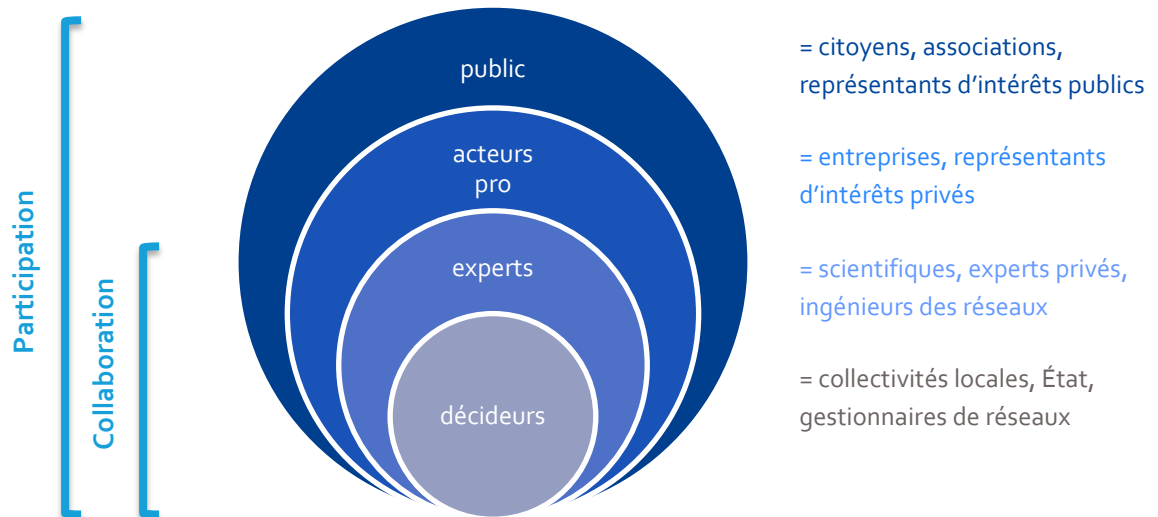 Participation
Collaboration
public
acteurs
pro
experts
décideurs
= citoyens, associations,
représentants d'intérêts publics
= entreprises, représentants
d'intérêts privés
= scientifiques, experts privés,
ingénieurs des réseaux
= collectivités locales, État,
gestionnaires de réseaux